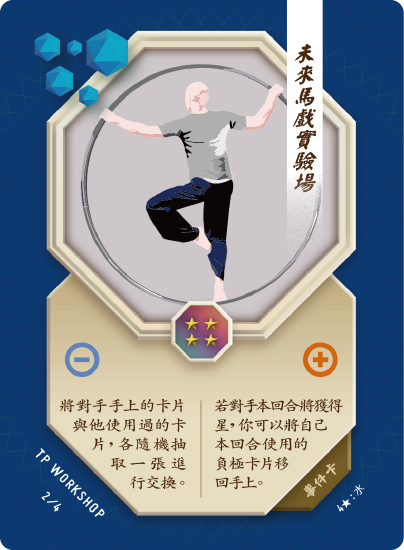 未來馬戲實驗場
將對手手上的卡片
與他使用過的卡
片，各隨機抽
取一張進
行交換。
若對手本回合將獲得
星，你可以將自己
本回合使用的
負極卡片移
回手上。
TP WORKSHOP
2/4
事件卡
4★:水